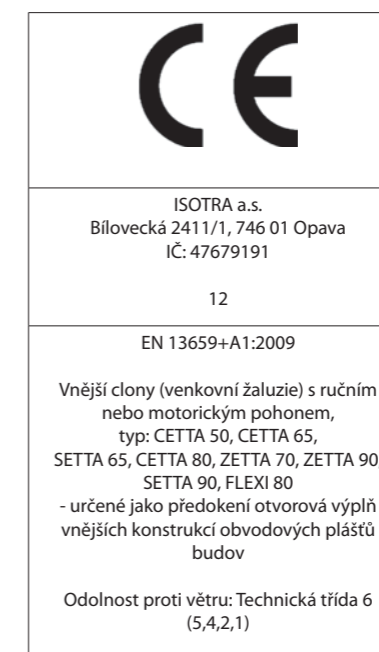 CE
ISOTRA a.s.
Bílovecká 2411/1, 746 01 Opava
IČ: 47679191
12
EN 13659+A1:2009
Vnější clony (venkovní žaluzie) s ručním
nebo motorickým pohonem,
typ: CETTA 50, CETTA 65,
SETTA 65, CETTA 80, ZETTA 70, ZETTA 90,
SETTA 90, FLEXI 80
- určené jako předokení otvorová výplň
vnějších konstrukcí obvodových plášťů
budov
Odolnost proti větru: Technická třída 6
(5,4,2,1)